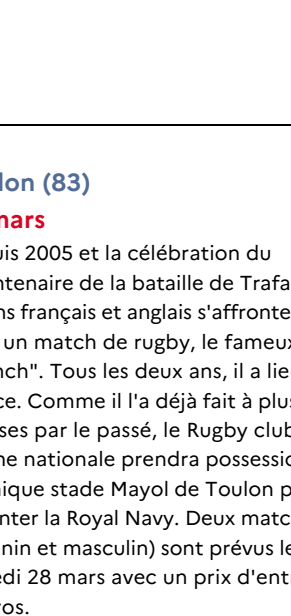 lon (83)
mars
uis 2005 et la célébration du
ntenaire de la bataille de Trafa
ns français et anglais s'affronte
un match de rugby, le fameux
nch". Tous les deux ans, il a lie
ce. Comme il l'a déjà fait à plus
ses par le passé, le Rugby club
ne nationale prendra possessio
ique stade Mayol de Toulon p
nter la Royal Navy. Deux matc
nin et masculin) sont prévus le
edi 28 mars avec un prix d'entr
ros.